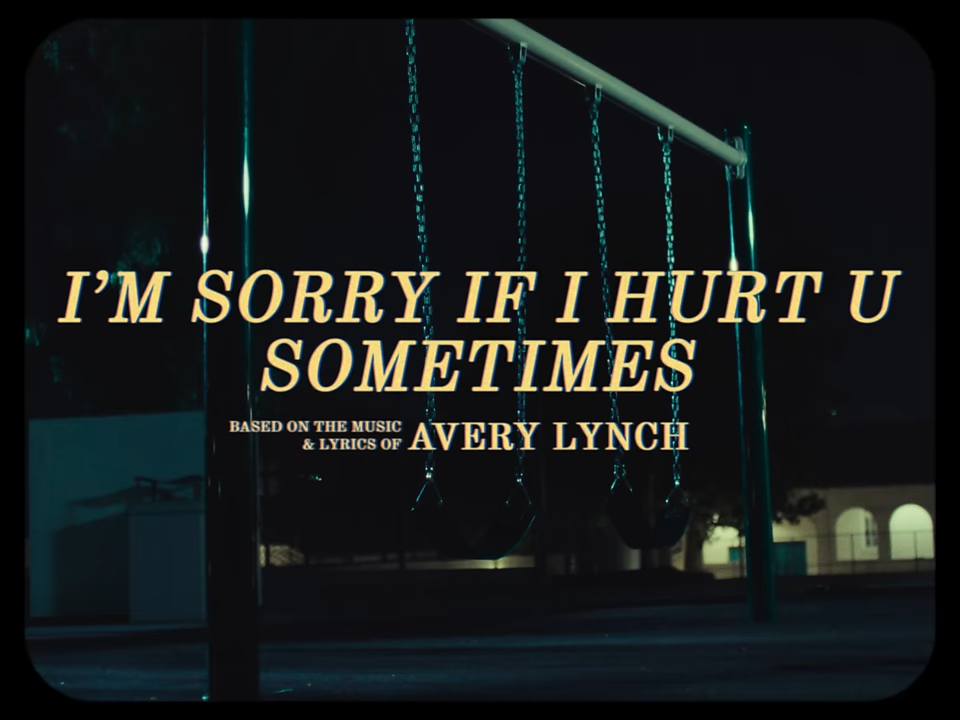 I’M SORRY IF I HURT U
SOMETIMES
BASED ON THE MUSIC
& LYRICS OF AVERY LYNCH